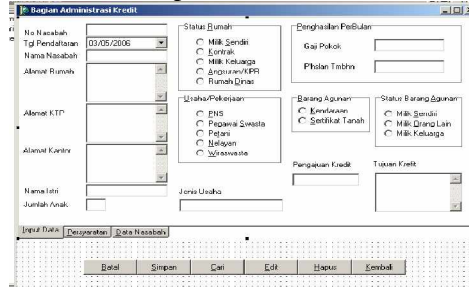 Bagian Administrasi Kredit
No Nasabah
Tgl Pendaftaran 03/05/2006
Nama Nasabah
Alamat Rumah
Alamat KTP
Alamat Kantor
Nama Istri
Jumlah Anak
Status Rumah
Milik Sendiri
Kontrak
Milik Keluarga
Angsuran/KPR
Rumah Dinas
Usaha/Pekerjaan
PNS
Pegawai Swasta
Petani
Nelayan
Wiraswasta
Jenis Usaha
Penghasilan PerBulan
Gaji Pokok
P'hslan Tmbhn
Barang Agunan
Kendaraan
Sertifikat Tanah
Status Barang Agunan
Milik Sendiri
Milik Orang Lain
Milik Keluarga
Pengajuan Kredit
Tujuan Kredit
Input Data Persyaratan Data Nasabah
Batal Simpan Cari Edit Hapus Kembali